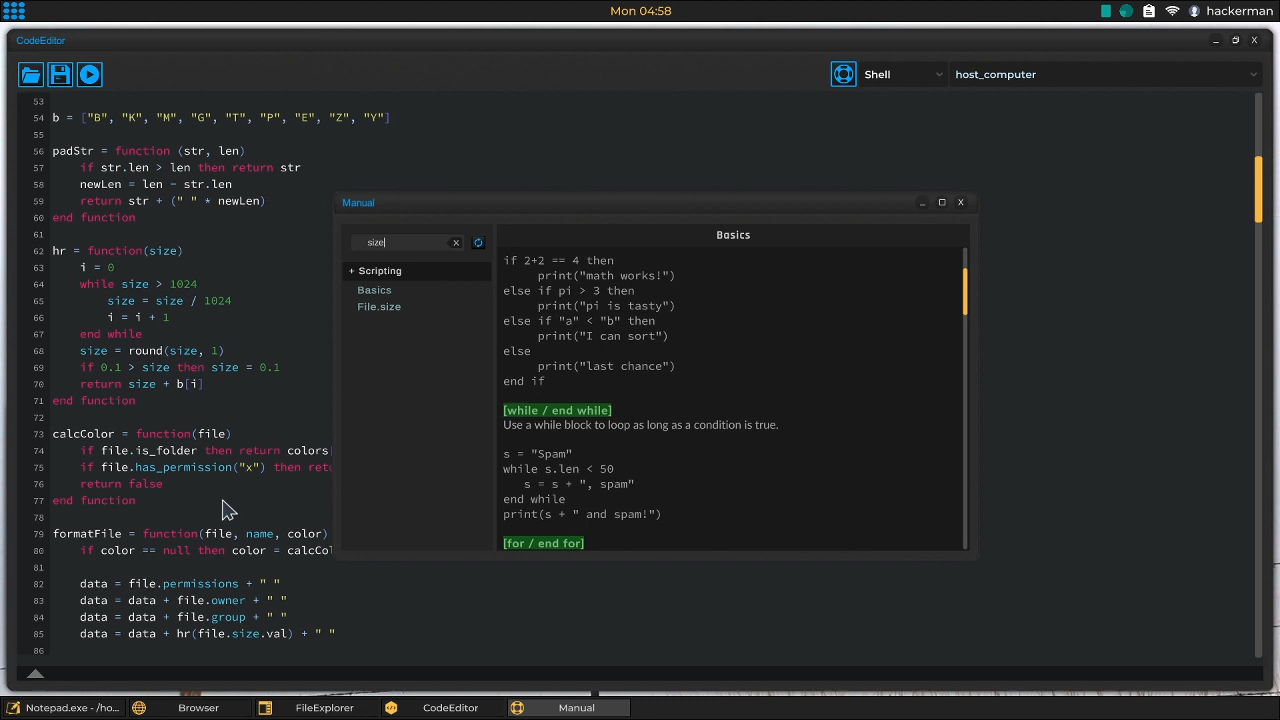 Mon 04:58
hackerman
CodeEditor
Shell
host_computer
53
54 b = ["B", "K", "M", "G", "T", "P", "E", "Z", "Y"]
55
56 padStr = function (str, len)
57 if str.len > len then return str
58 newLen = len - str.len
59 return str + (" " * newLen)
60 end function
61
62 hr = function(size)
63 i = 0
64 while size > 1024
65 size = size / 1024
66 i = i + 1
67 end while
68 size = round(size, 1)
69 if 0.1 > size then size = 0.1
70 return size + b[i]
71 end function
72
73 calcColor = function(file)
74 if file.is_folder then return colors[
75 if file.has_permission("x") then retu
76 return false
77 end function
78
79 formatFile = function(file, name, color)
80 if color == null then color = calcCol
81
82 data = file.permissions + " "
83 data = data + file.owner + " "
84 data = data + file.group + " "
85 data = data + hr(file.size.val) + " "
86
Manual
size
+ Scripting
Basics
File.size
Basics
if 2+2 == 4 then
print("math works!")
else if pi > 3 then
print("pi is tasty")
else if "a" < "b" then
print("I can sort")
else
print("last chance")
end if
[while / end while]
Use a while block to loop as long as a condition is true.
s = "Spam"
while s.len < 50
s = s + ", spam"
end while
print(s + " and spam!")
[for / end for]
Notepad.exe - /ho...
Browser
FileExplorer
CodeEditor
Manual